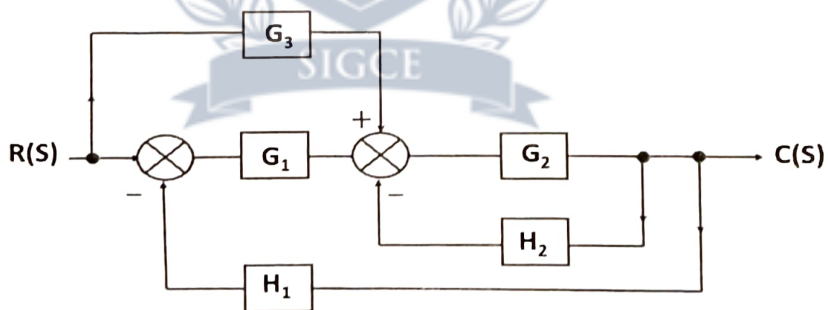 G₃
SIGCE
+
R(S) G₁ G₂ C(S)
− −
H₂
H₁